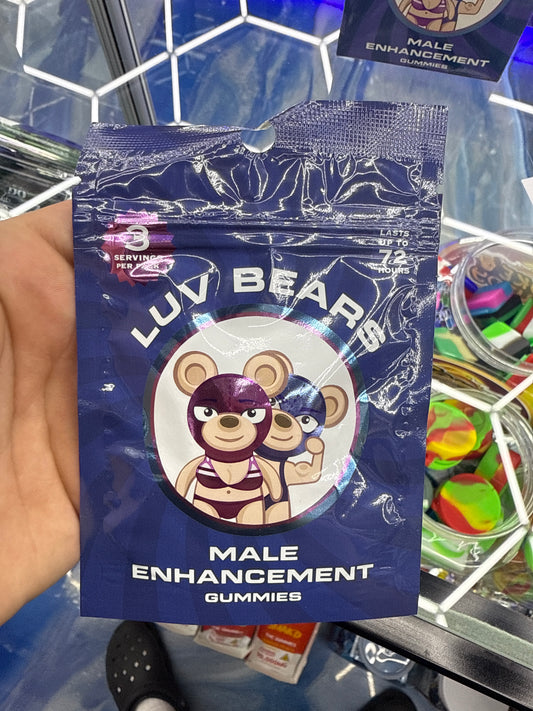 MALE
ENHANCEMENT
GUMMIES
3
SERVINGS
PER
LASTS
UP TO
72
HOURS
LUV BEARS
MALE
ENHANCEMENT
GUMMIES